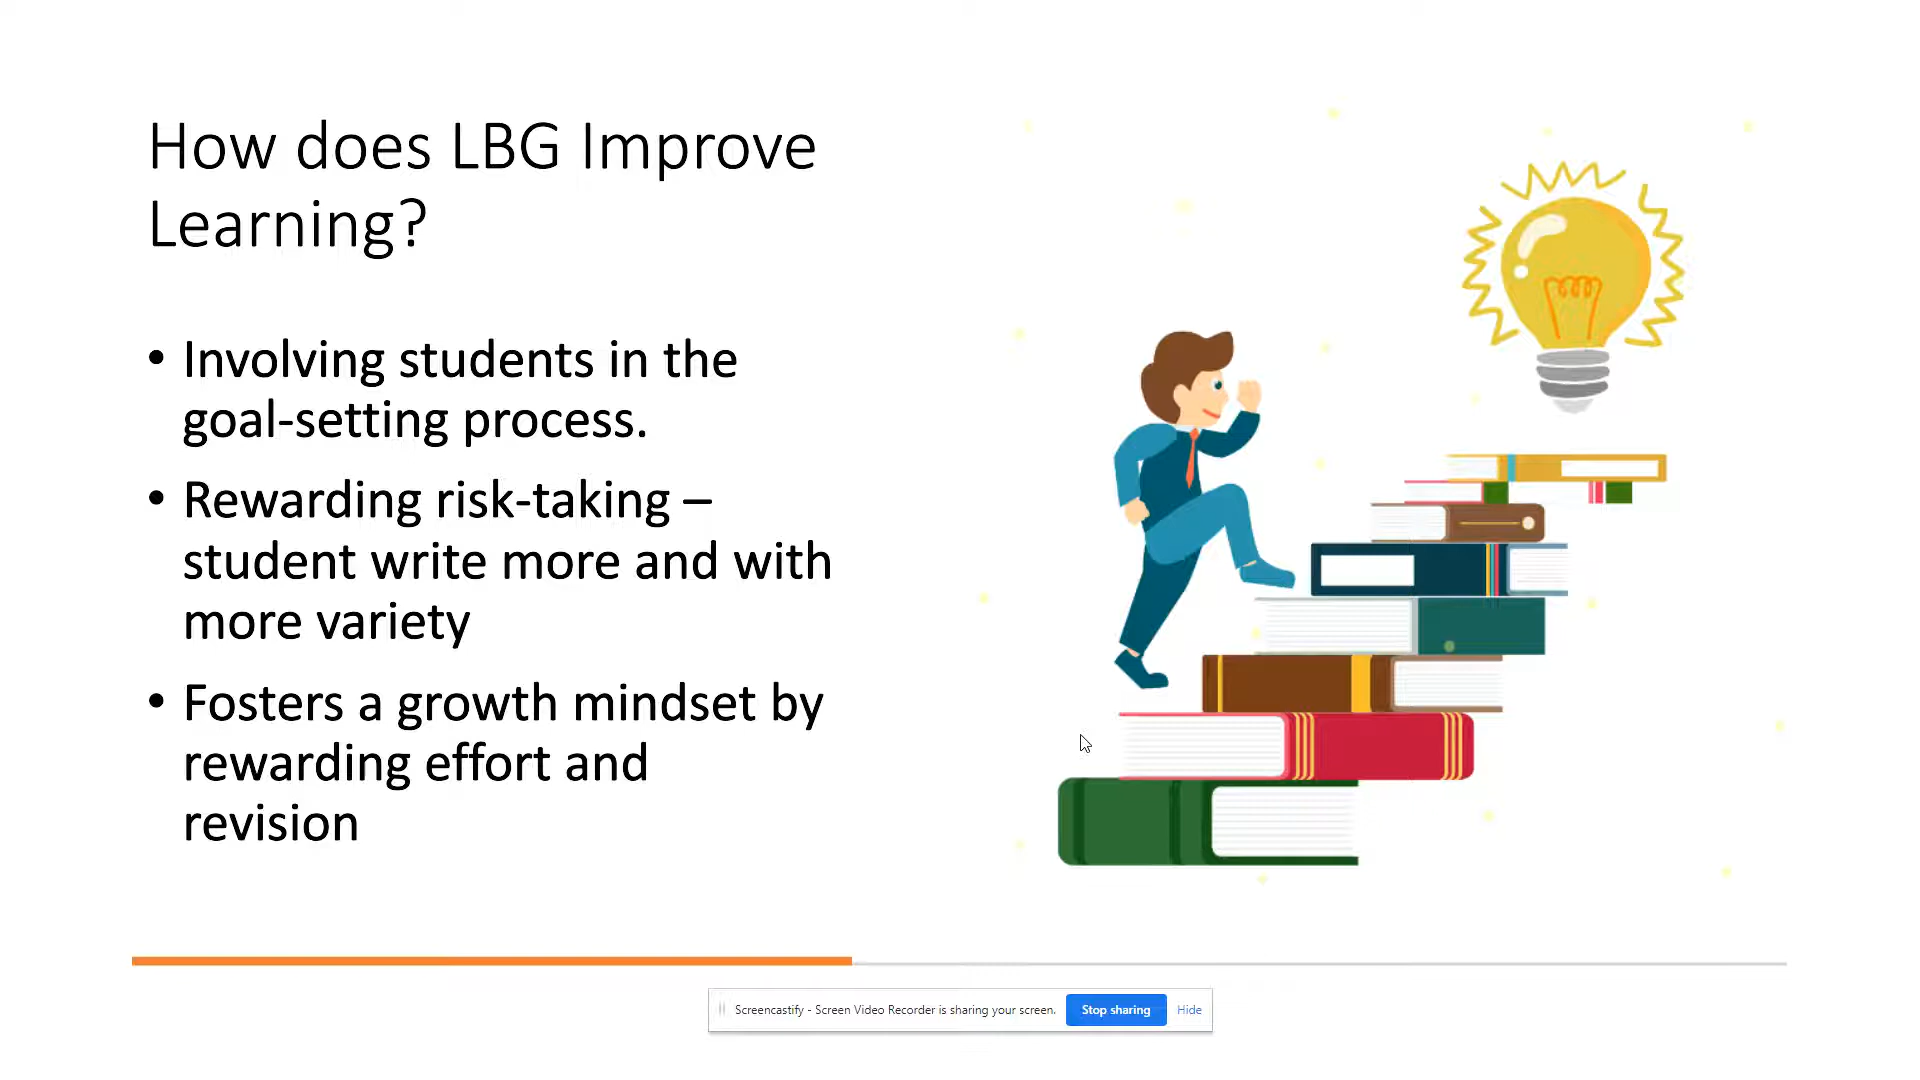 How does LBG Improve
Learning?
• Involving students in the
goal-setting process.
• Rewarding risk-taking –
student write more and with
more variety
• Fosters a growth mindset by
rewarding effort and
revision
Screencastify - Screen Video Recorder is sharing your screen. Stop sharing Hide